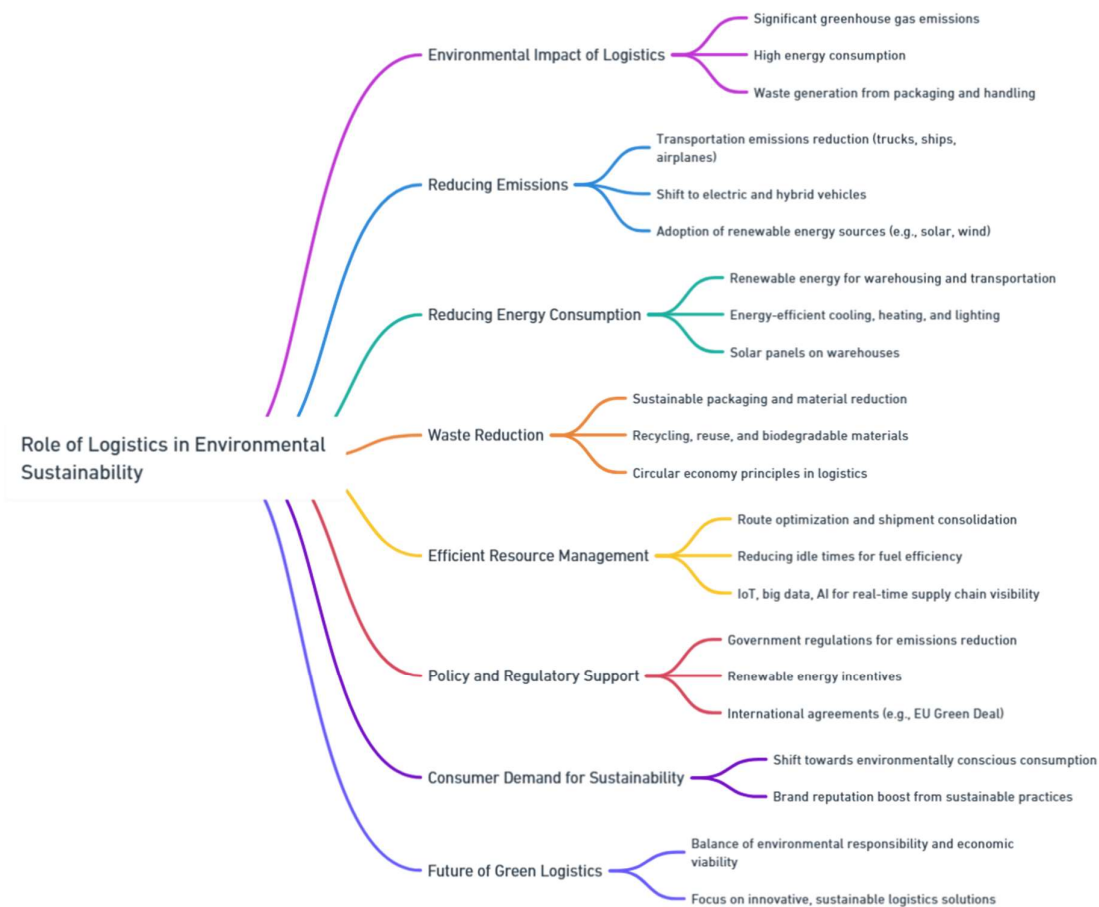 Role of Logistics in Environmental
Sustainability
Environmental Impact of Logistics
Significant greenhouse gas emissions
High energy consumption
Waste generation from packaging and handling
Reducing Emissions
Transportation emissions reduction (trucks, ships,
airplanes)
Shift to electric and hybrid vehicles
Adoption of renewable energy sources (e.g., solar, wind)
Reducing Energy Consumption
Renewable energy for warehousing and transportation
Energy-efficient cooling, heating, and lighting
Solar panels on warehouses
Waste Reduction
Sustainable packaging and material reduction
Recycling, reuse, and biodegradable materials
Circular economy principles in logistics
Efficient Resource Management
Route optimization and shipment consolidation
Reducing idle times for fuel efficiency
IoT, big data, AI for real-time supply chain visibility
Policy and Regulatory Support
Government regulations for emissions reduction
Renewable energy incentives
International agreements (e.g., EU Green Deal)
Consumer Demand for Sustainability
Shift towards environmentally conscious consumption
Brand reputation boost from sustainable practices
Future of Green Logistics
Balance of environmental responsibility and economic
viability
Focus on innovative, sustainable logistics solutions